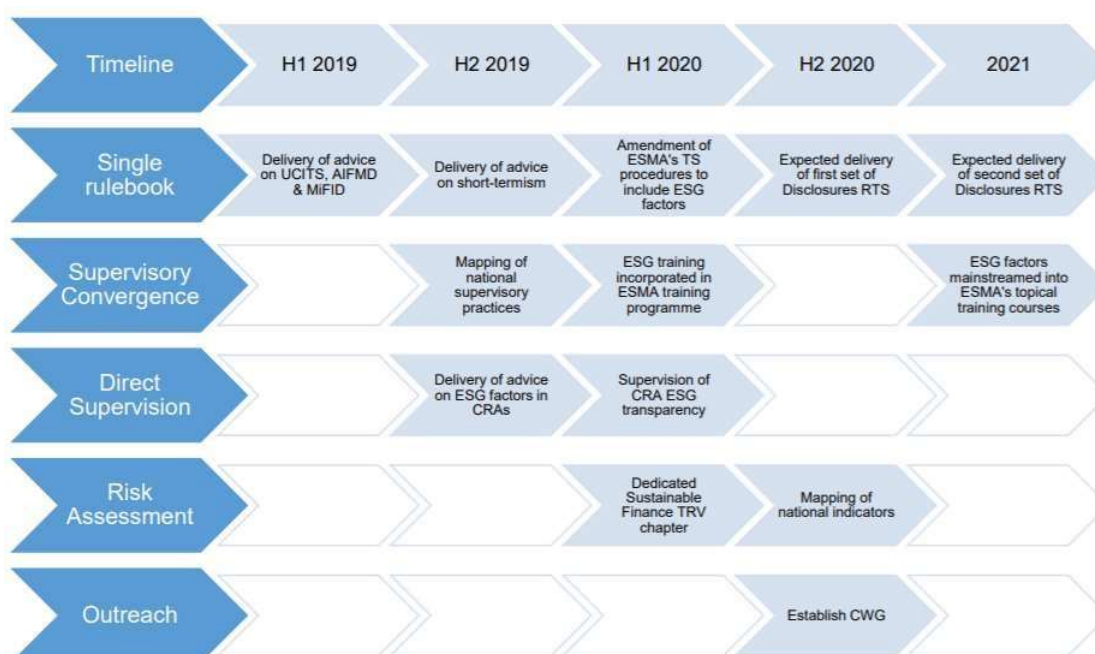 Timeline
H1 2019
H2 2019
H1 2020
H2 2020
2021
Single
rulebook
Delivery of advice
on UCITS, AIFMD
& MiFID
Delivery of advice
on short-termism
Amendment of
ESMA's TS
procedures to
include ESG
factors
Expected delivery
of first set of
Disclosures RTS
Expected delivery
of second set of
Disclosures RTS
Supervisory
Convergence
Mapping of
national
supervisory
practices
ESG training
incorporated in
ESMA training
programme
ESG factors
mainstreamed into
ESMA's topical
training courses
Direct
Supervision
Delivery of advice
on ESG factors in
CRAs
Supervision of
CRA ESG
transparency
Risk
Assessment
Dedicated
Sustainable
Finance TRV
chapter
Mapping of
national indicators
Outreach
Establish CWG